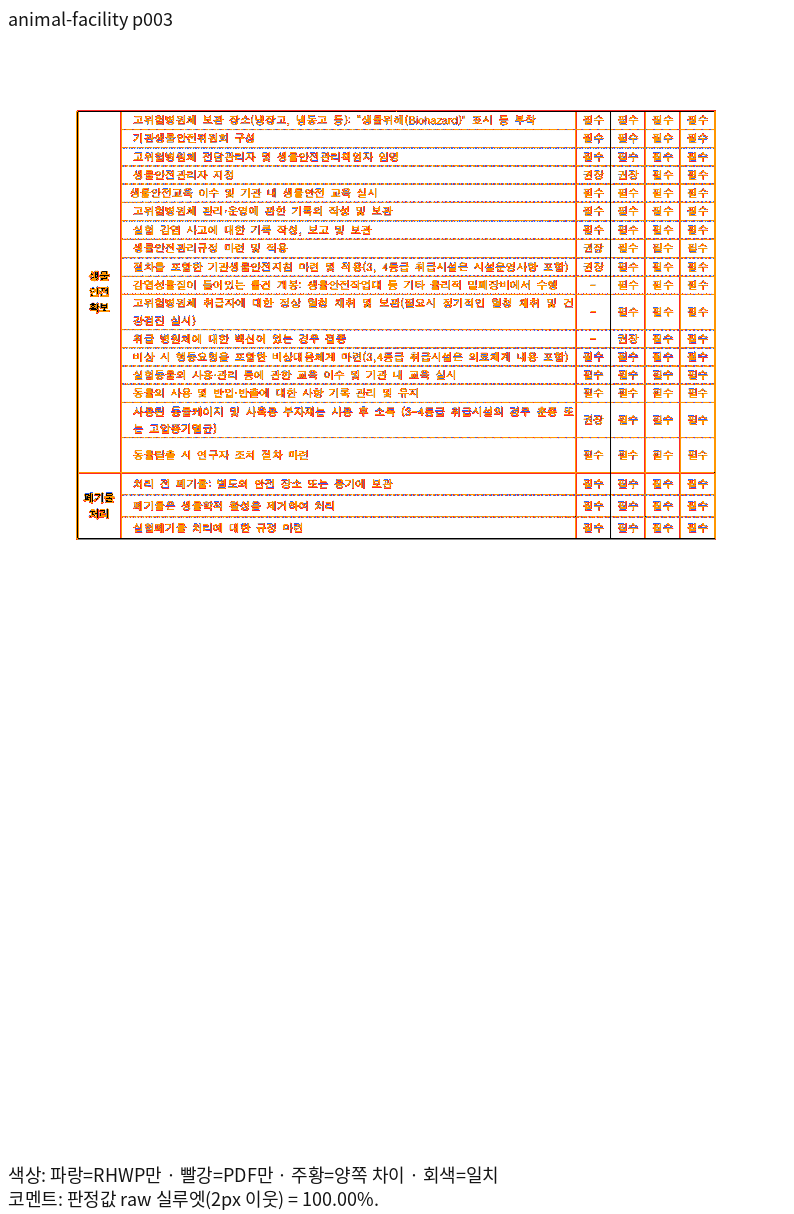 animal-facility p003
고위험병원체 보관 장소(냉장고, 냉동고 등): "생물위해(Biohazard)" 표시 등 부착 필수 필수 필수 필수
기관생물안전위원회 구성 필수 필수 필수 필수
고위험병원체 전담관리자 및 생물안전관리책임자 임명 필수 필수 필수 필수
생물안전관리자 지정 권장 권장 필수 필수
생물안전교육 이수 및 기관 내 생물안전 교육 실시 필수 필수 필수 필수
고위험병원체 관리·운영에 관한 기록의 작성 및 보관 필수 필수 필수 필수
실험 감염 사고에 대한 기록 작성, 보고 및 보관 필수 필수 필수 필수
생물안전관리규정 마련 및 적용 권장 필수 필수 필수
절차를 포함한 기관생물안전지침 마련 및 적용(3, 4등급 취급시설은 시설운영사항 포함) 권장 필수 필수 필수
생물
안전
확보
감염성물질이 들어있는 물건 개봉: 생물안전작업대 등 기타 물리적 밀폐장비에서 수행 - 필수 필수 필수
고위험병원체 취급자에 대한 정상 혈청 채취 및 보관(필요시 정기적인 혈청 채취 및 건
강검진 실시) - 필수 필수 필수
취급 병원체에 대한 백신이 있는 경우 접종 - 권장 필수 필수
비상 시 행동요령을 포함한 비상대응체계 마련(3,4등급 취급시설은 의료체계 내용 포함) 필수 필수 필수 필수
실험동물의 사용·관리 등에 관한 교육 이수 및 기관 내 교육 실시 필수 필수 필수 필수
동물의 사용 및 반입·반출에 대한 사항 기록 관리 및 유지 필수 필수 필수 필수
사용된 동물케이지 및 사육용 부자재는 사용 후 소독 (3-4등급 취급시설의 경우 훈증 또
는 고압증기멸균) 권장 필수 필수 필수
동물탈출 시 연구자 조치 절차 마련 필수 필수 필수 필수
폐기물
처리
처리 전 폐기물: 별도의 안전 장소 또는 용기에 보관 필수 필수 필수 필수
폐기물은 생물학적 활성을 제거하여 처리 필수 필수 필수 필수
실험폐기물 처리에 대한 규정 마련 필수 필수 필수 필수
색상: 파랑=RHWP만 · 빨강=PDF만 · 주황=양쪽 차이 · 회색=일치
코멘트: 판정값 raw 실루엣(2px 이웃) = 100.00%.